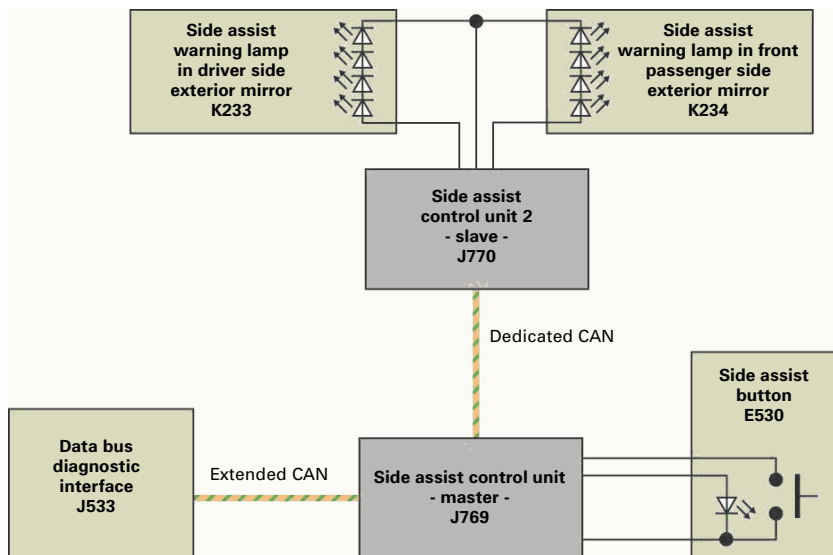 Side assist
warning lamp
in driver side
exterior mirror
K233
Side assist
warning lamp in front
passenger side
exterior mirror
K234
Side assist
control unit 2
- slave -
J770
Dedicated CAN
Side assist
button
E530
Data bus
diagnostic
interface
J533
Extended CAN
Side assist control unit
- master -
J769